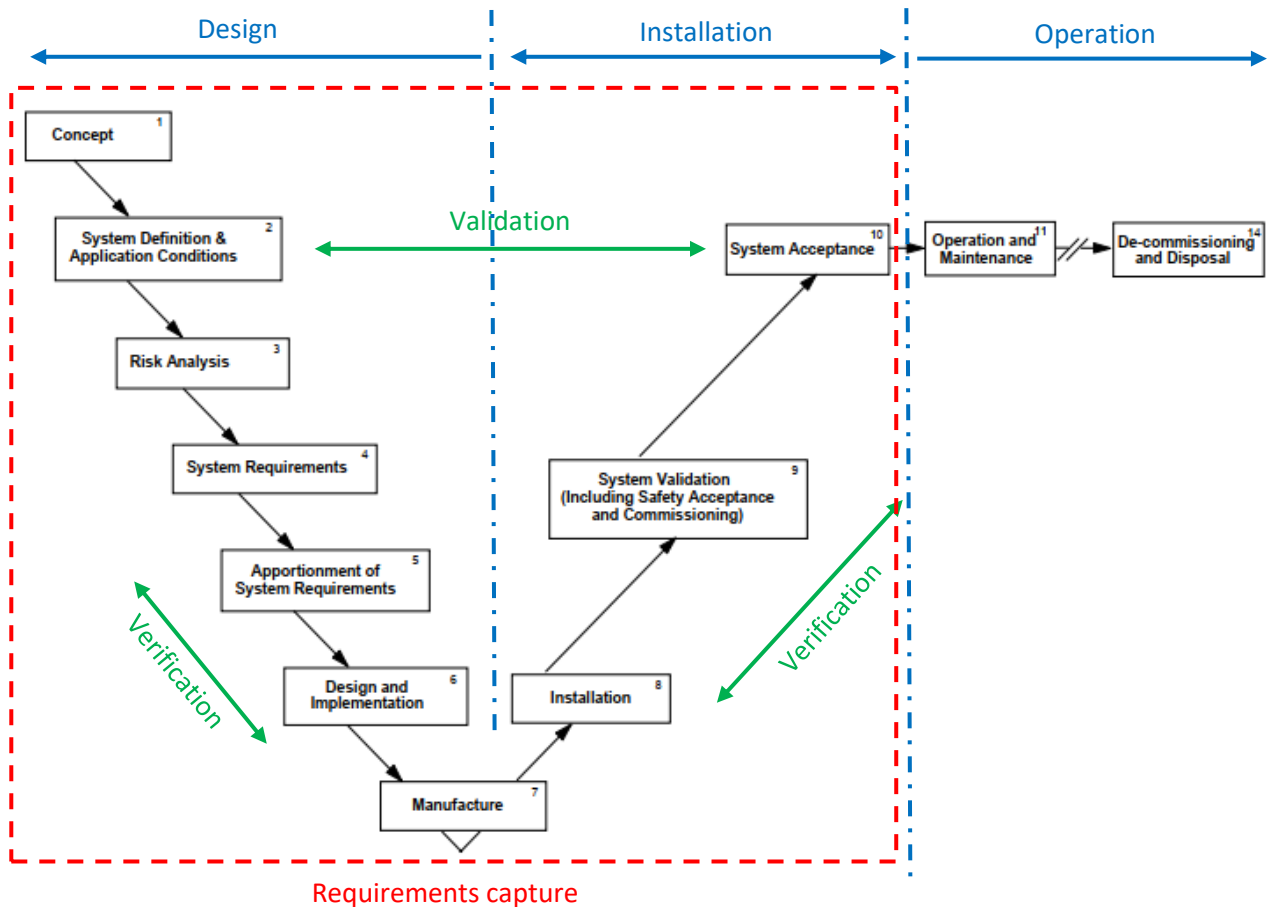 Design
Installation
Operation
1
Concept
2
System Definition &
Application Conditions
Validation
10
System Acceptance
11
Operation and
Maintenance
14
De-commissioning
and Disposal
3
Risk Analysis
4
System Requirements
9
System Validation
(Including Safety Acceptance
and Commissioning)
5
Apportionment of
System Requirements
Verification
Verification
6
Design and
Implementation
8
Installation
7
Manufacture
Requirements capture